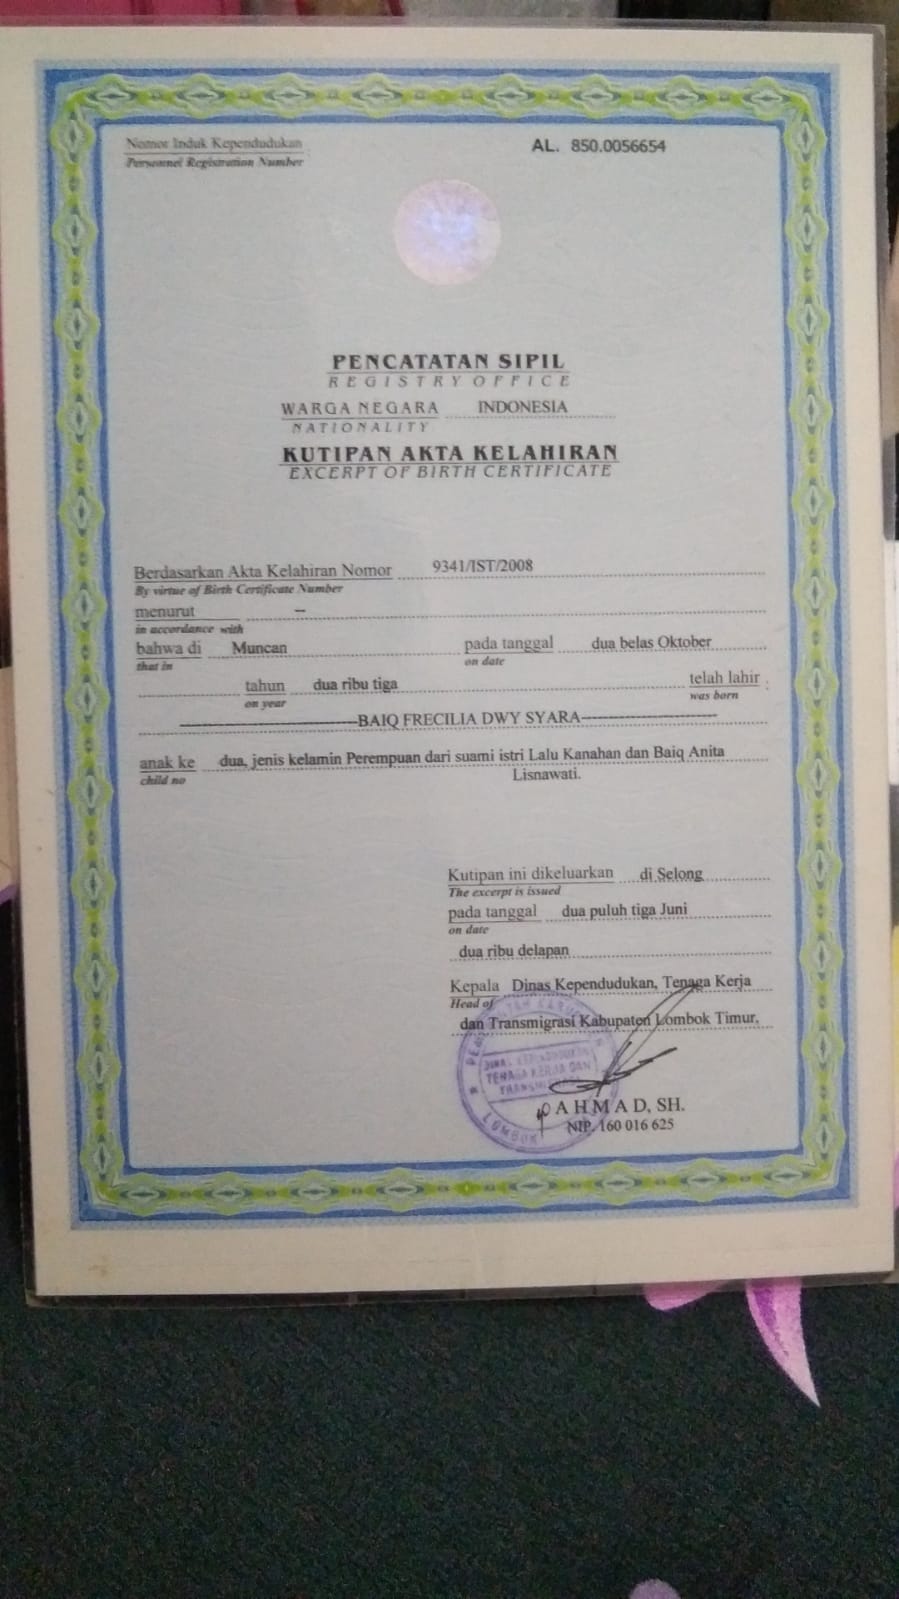 Nomor Induk Kependudukan
Personnel Registration Number
AL. 850.0056654
PENCATATAN SIPIL
REGISTRY OFFICE
WARGA NEGARA INDONESIA
NATIONALITY
KUTIPAN AKTA KELAHIRAN
EXCERPT OF BIRTH CERTIFICATE
Berdasarkan Akta Kelahiran Nomor 9341/IST/2008
By virtue of Birth Certificate Number
menurut –
in accordance with
bahwa di Muncan pada tanggal dua belas Oktober
that in on date
tahun dua ribu tiga telah lahir :
on year was born
BAIQ FRECILIA DWY SYARA
anak ke dua, jenis kelamin Perempuan dari suami istri Lalu Kanahan dan Baiq Anita
child no Lisnawati.
Kutipan ini dikeluarkan di Selong
The excerpt is issued
pada tanggal dua puluh tiga Juni
on date
dua ribu delapan
Kepala Dinas Kependudukan, Tenaga Kerja
Head of
dan Transmigrasi Kabupaten Lombok Timur,
DINAS KEPENDUDUKAN
TENAGA KERJA DAN
LOMBOK
A H M A D, SH.
NIP. 160 016 625